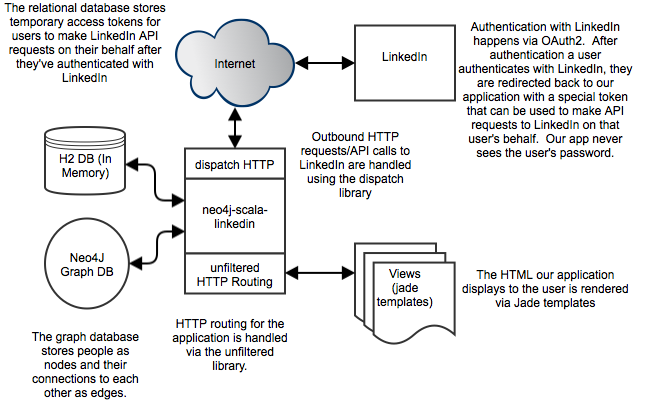 The relational database stores
temporary access tokens for
users to make LinkedIn API
requests on their behalf after
they've authenticated with
LinkedIn
Internet
LinkedIn
Authentication with LinkedIn
happens via OAuth2.  After
authentication a user
authenticates with LinkedIn, they
are redirected back to our
application with a special token
that can be used to make API
requests to LinkedIn on that
user's behalf.  Our app never
sees the user's password.
H2 DB (In
Memory)
dispatch HTTP
Outbound HTTP
requests/API calls to
LinkedIn are handled
using the dispatch
library
neo4j-scala-
linkedin
Neo4J
Graph DB
unfiltered
HTTP Routing
Views
(jade
templates)
The HTML our application
displays to the user is rendered
via Jade templates
The graph database
stores people as
nodes and their
connections to each
other as edges.
HTTP routing for the
application is handled
via the unfiltered
library.